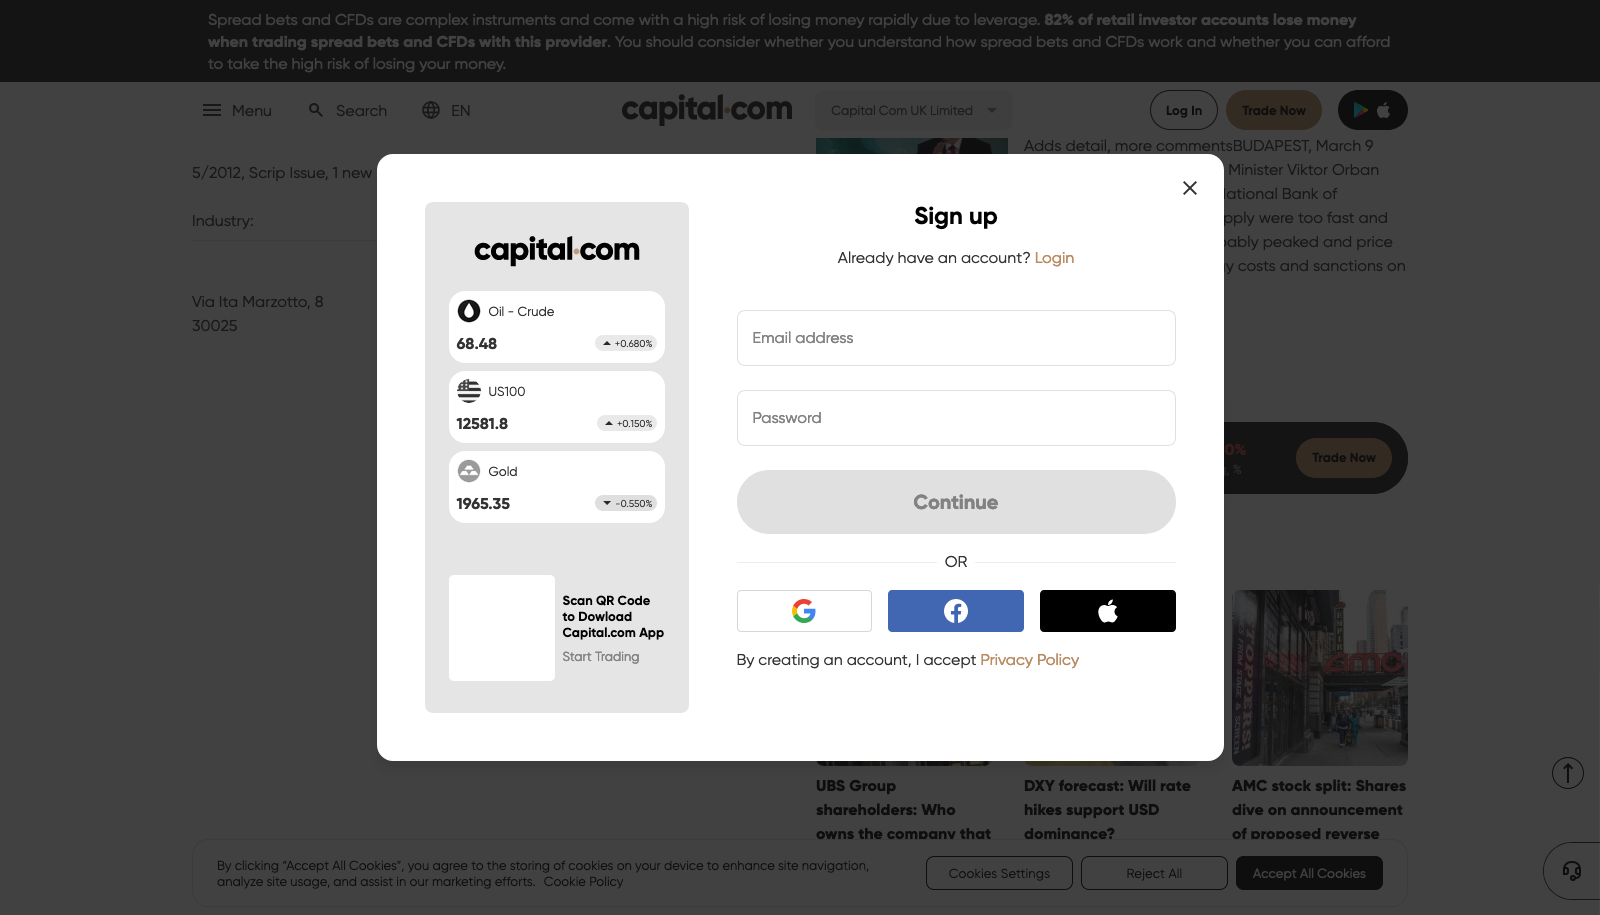 Spread bets and CFDs are complex instruments and come with a high risk of losing money rapidly due to leverage. 82% of retail investor accounts lose money
when trading spread bets and CFDs with this provider. You should consider whether you understand how spread bets and CFDs work and whether you can afford
to take the high risk of losing your money.
Menu
Search
EN
capital.com
Capital Com UK Limited
Log In
Trade Now
5/2012, Scrip Issue, 1 new
Industry:
Via Ita Marzotto, 8
30025
Adds detail, more commentsBUDAPEST, March 9
Minister Viktor Orban
National Bank of
pply were too fast and
bably peaked and price
y costs and sanctions on
capital.com
Oil - Crude
68.48
+0.680%
US100
12581.8
+0.150%
Gold
1965.35
-0.550%
Scan QR Code
to Dowload
Capital.com App
Start Trading
Sign up
Already have an account? Login
Email address
Password
Continue
OR
By creating an account, I accept Privacy Policy
0%
%
Trade Now
UBS Group
shareholders: Who
owns the company that
DXY forecast: Will rate
hikes support USD
dominance?
AMC stock split: Shares
dive on announcement
of proposed reverse
By clicking “Accept All Cookies”, you agree to the storing of cookies on your device to enhance site navigation,
analyze site usage, and assist in our marketing efforts. Cookie Policy
Cookies Settings
Reject All
Accept All Cookies